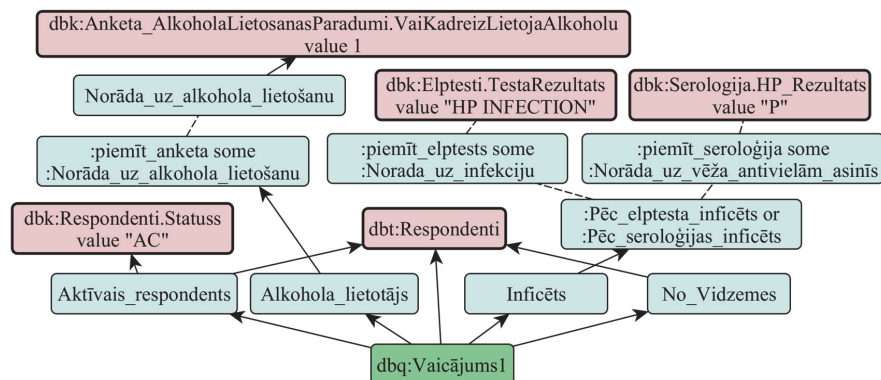 dbk:Anketa_AlkoholaLietosanasParadumi.VaiKadreizLietojaAlkoholu
value 1
Norāda_uz_alkohola_lietošanu
dbk:Elptesti.TestaRezultats
value "HP INFECTION"
dbk:Serologija.HP_Rezultats
value "P"
:piemīt_anketa some
:Norāda_uz_alkohola_lietošanu
:piemīt_elptests some
:Norada_uz_infekciju
:piemīt_seroloģija some
:Norāda_uz_vēža_antivielām_asinīs
dbk:Respondenti.Statuss
value "AC"
dbt:Respondenti
:Pēc_elptesta_inficēts or
:Pēc_seroloģijas_inficēts
Aktīvais_respondents
Alkohola_lietotājs
Inficēts
No_Vidzemes
dbq:Vaicājums1